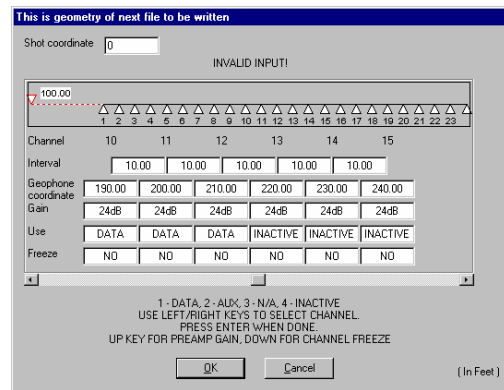 This is geometry of next file to be written
Shot coordinate 0
INVALID INPUT!
100.00
1 2 3 4 5 6 7 8 9 10 11 12 13 14 15 16 17 18 19 20 21 22 23
Channel 10 11 12 13 14 15
Interval 10.00 10.00 10.00 10.00 10.00
Geophone coordinate 190.00 200.00 210.00 220.00 230.00 240.00
Gain 24dB 24dB 24dB 24dB 24dB 24dB
Use DATA DATA DATA INACTIVE INACTIVE INACTIVE
Freeze NO NO NO NO NO NO
1 - DATA, 2 - AUX, 3 - N/A, 4 - INACTIVE
USE LEFT/RIGHT KEYS TO SELECT CHANNEL.
PRESS ENTER WHEN DONE.
UP KEY FOR PREAMP GAIN, DOWN FOR CHANNEL FREEZE
OK Cancel
( In Feet )